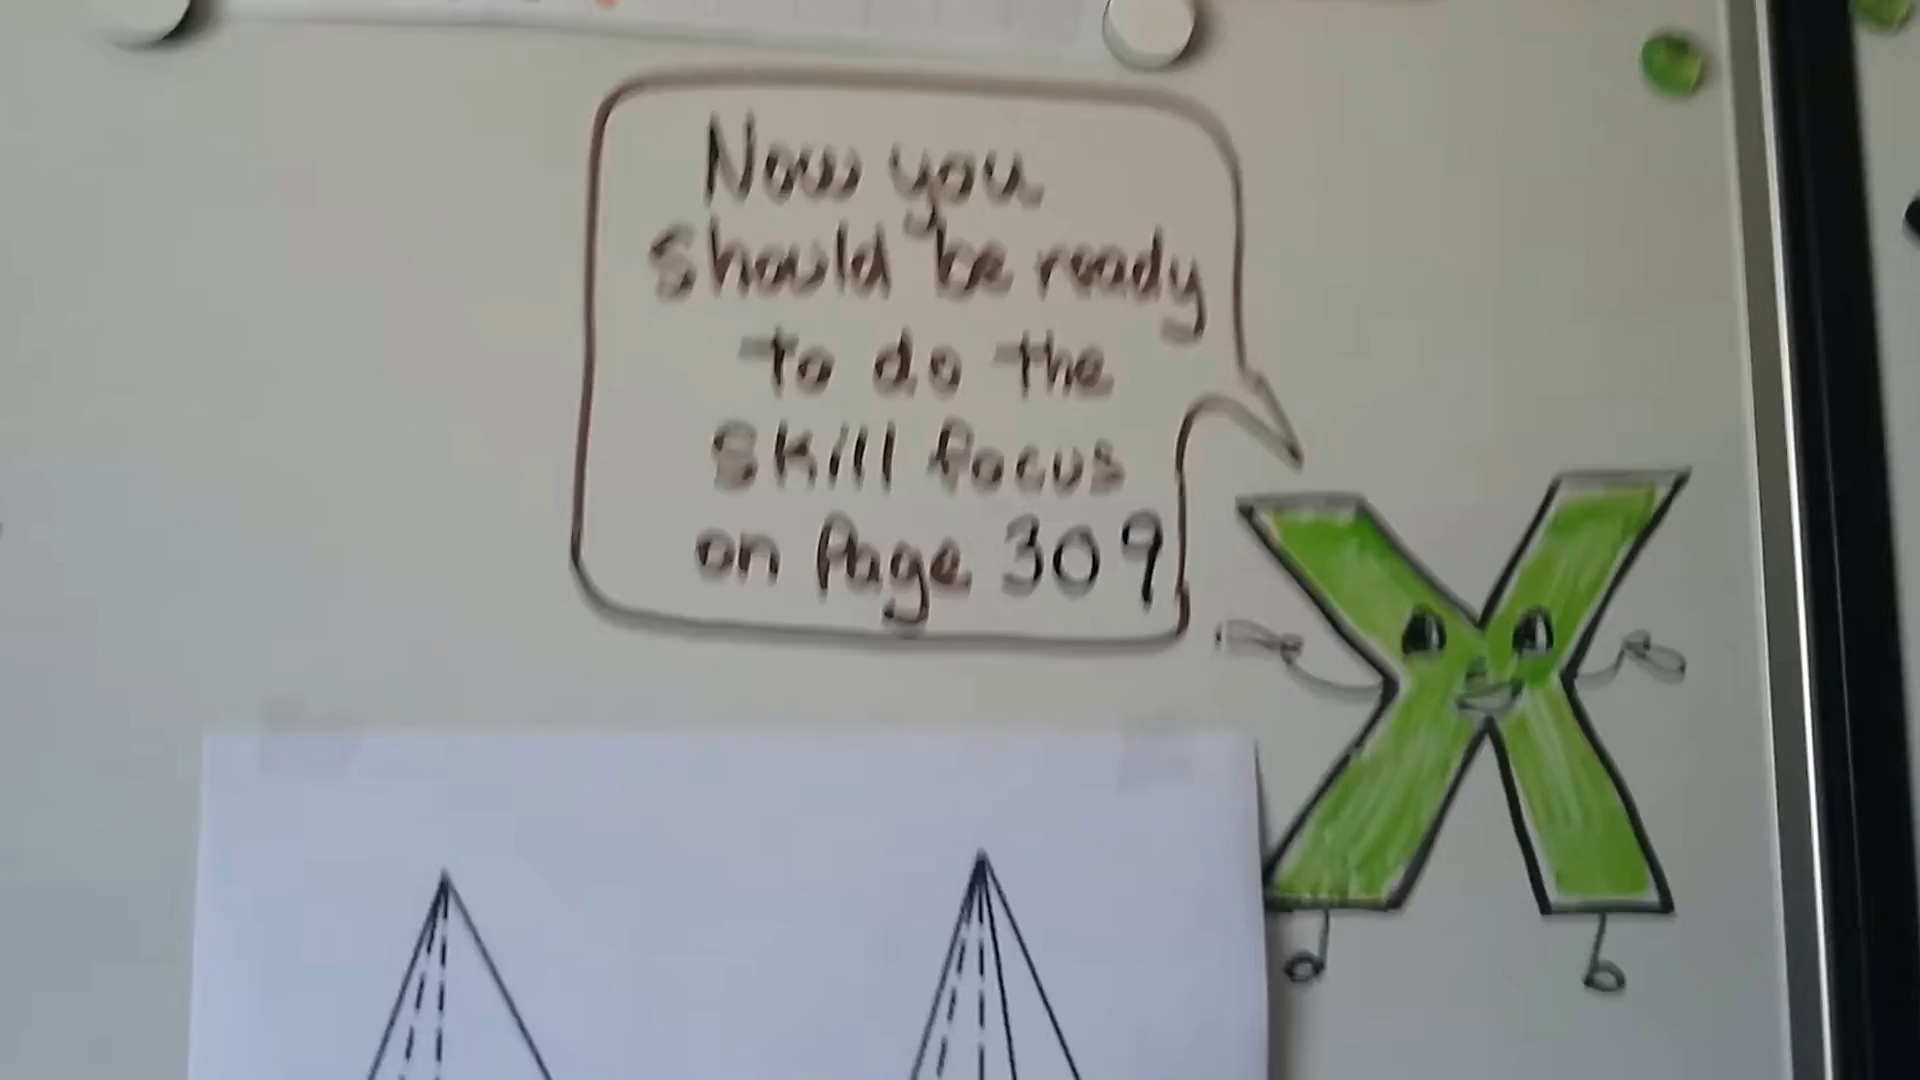 Now you
should be ready
to do the
skill focus
on Page 309